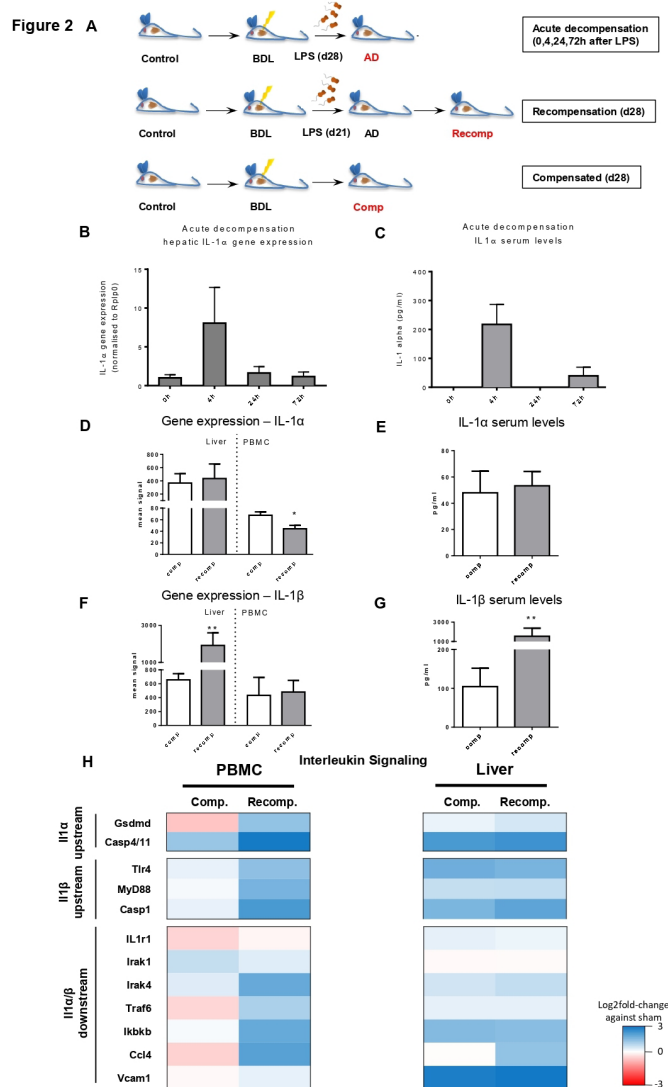 Figure 2 A
Control BDL LPS (d28) AD
Acute decompensation
(0,4,24,72h after LPS)
Control BDL LPS (d21) AD Recomp
Recompensation (d28)
Control BDL Comp
Compensated (d28)
B
Acute decompensation
hepatic IL-1α gene expression
IL-1α gene expression
(normalised to Rplp0)
15
10
5
0
0h 4h 24h 72h
C
Acute decompensation
IL1α serum levels
IL-1 alpha (pg/ml)
400
300
200
100
0
0h 4h 24h 72h
D
Gene expression – IL-1α
Liver PBMC
mean signal
800
600
400
200
80
60
40
20
0
*
comp recomp comp recomp
E
IL-1α serum levels
pg/ml
80
60
40
20
0
comp recomp
F
Gene expression – IL-1β
Liver PBMC
mean signal
3000
1000
800
600
400
200
0
**
comp recomp comp recomp
G
IL-1β serum levels
pg/ml
3000
1000
200
100
0
**
comp recomp
H
Interleukin Signaling
PBMC Liver
Comp. Recomp. Comp. Recomp.
Il1α
upstream
Gsdmd
Casp4/11
Il1β
upstream
Tlr4
MyD88
Casp1
Il1α/β
downstream
IL1r1
Irak1
Irak4
Traf6
Ikbkb
Ccl4
Vcam1
Log2fold-change
against sham
3
0
-3